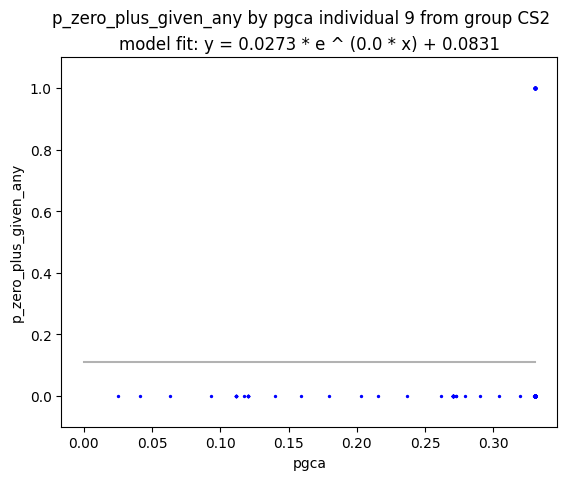 p_zero_plus_given_any by pgca individual 9 from group CS2
model fit: y = 0.0273 * e ^ (0.0 * x) + 0.0831
1.0
0.8
0.6
0.4
0.2
0.0
p_zero_plus_given_any
0.00 0.05 0.10 0.15 0.20 0.25 0.30
pgca